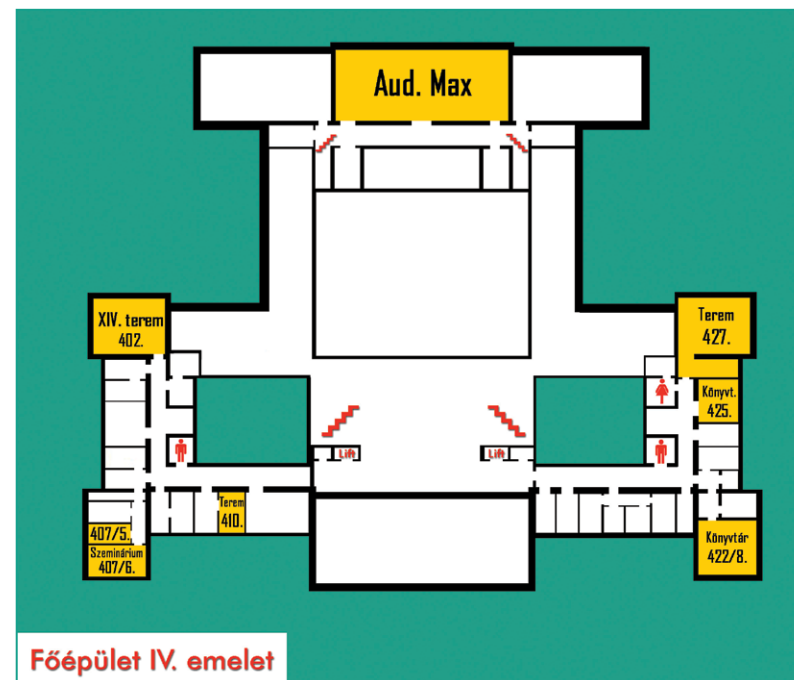 Aud. Max
XIV. terem
402.
Terem
427.
Könyvt.
425.
Lift
Lift
Terem
410.
407/5.
Szeminárium
407/6.
Könyvtár
422/8.
Főépület IV. emelet